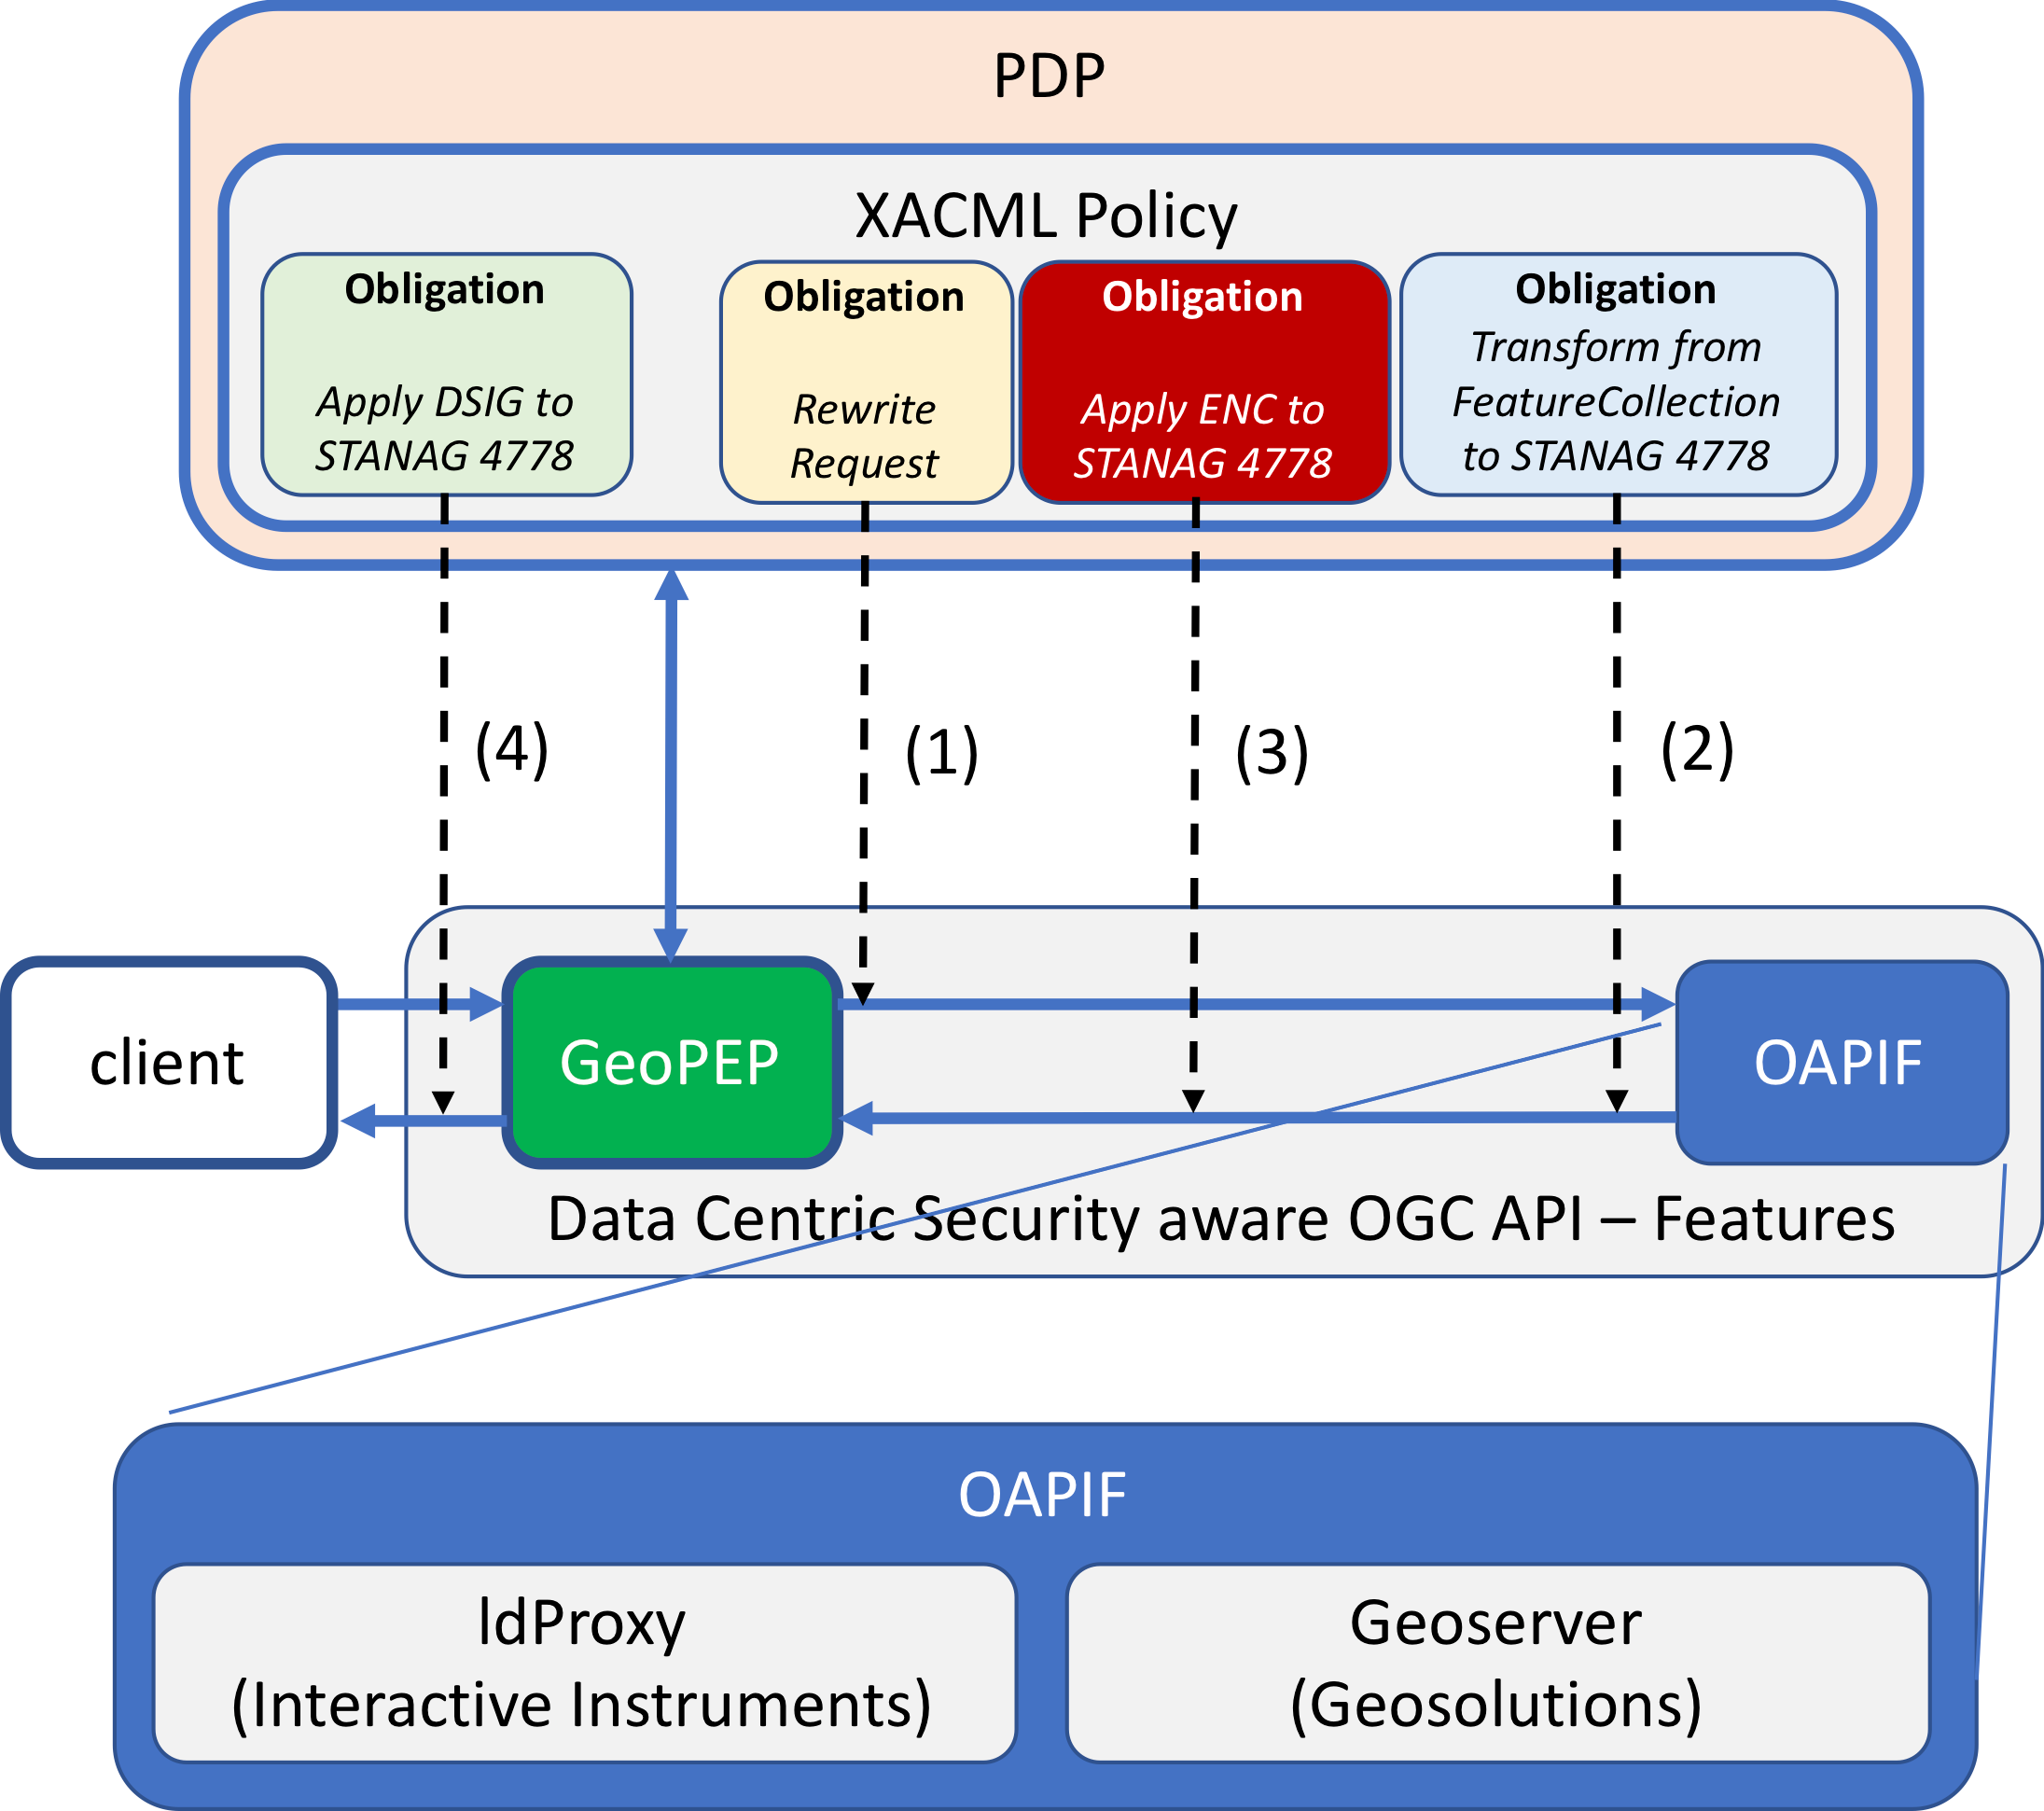 PDP
XACML Policy
Obligation
Apply DSIG to
STANAG 4778
Obligation
Rewrite
Request
Obligation
Apply ENC to
STANAG 4778
Obligation
Transform from
FeatureCollection
to STANAG 4778
(4)
(1)
(3)
(2)
client
GeoPEP
OAPIF
Data Centric Security aware OGC API – Features
OAPIF
ldProxy
(Interactive Instruments)
Geoserver
(Geosolutions)